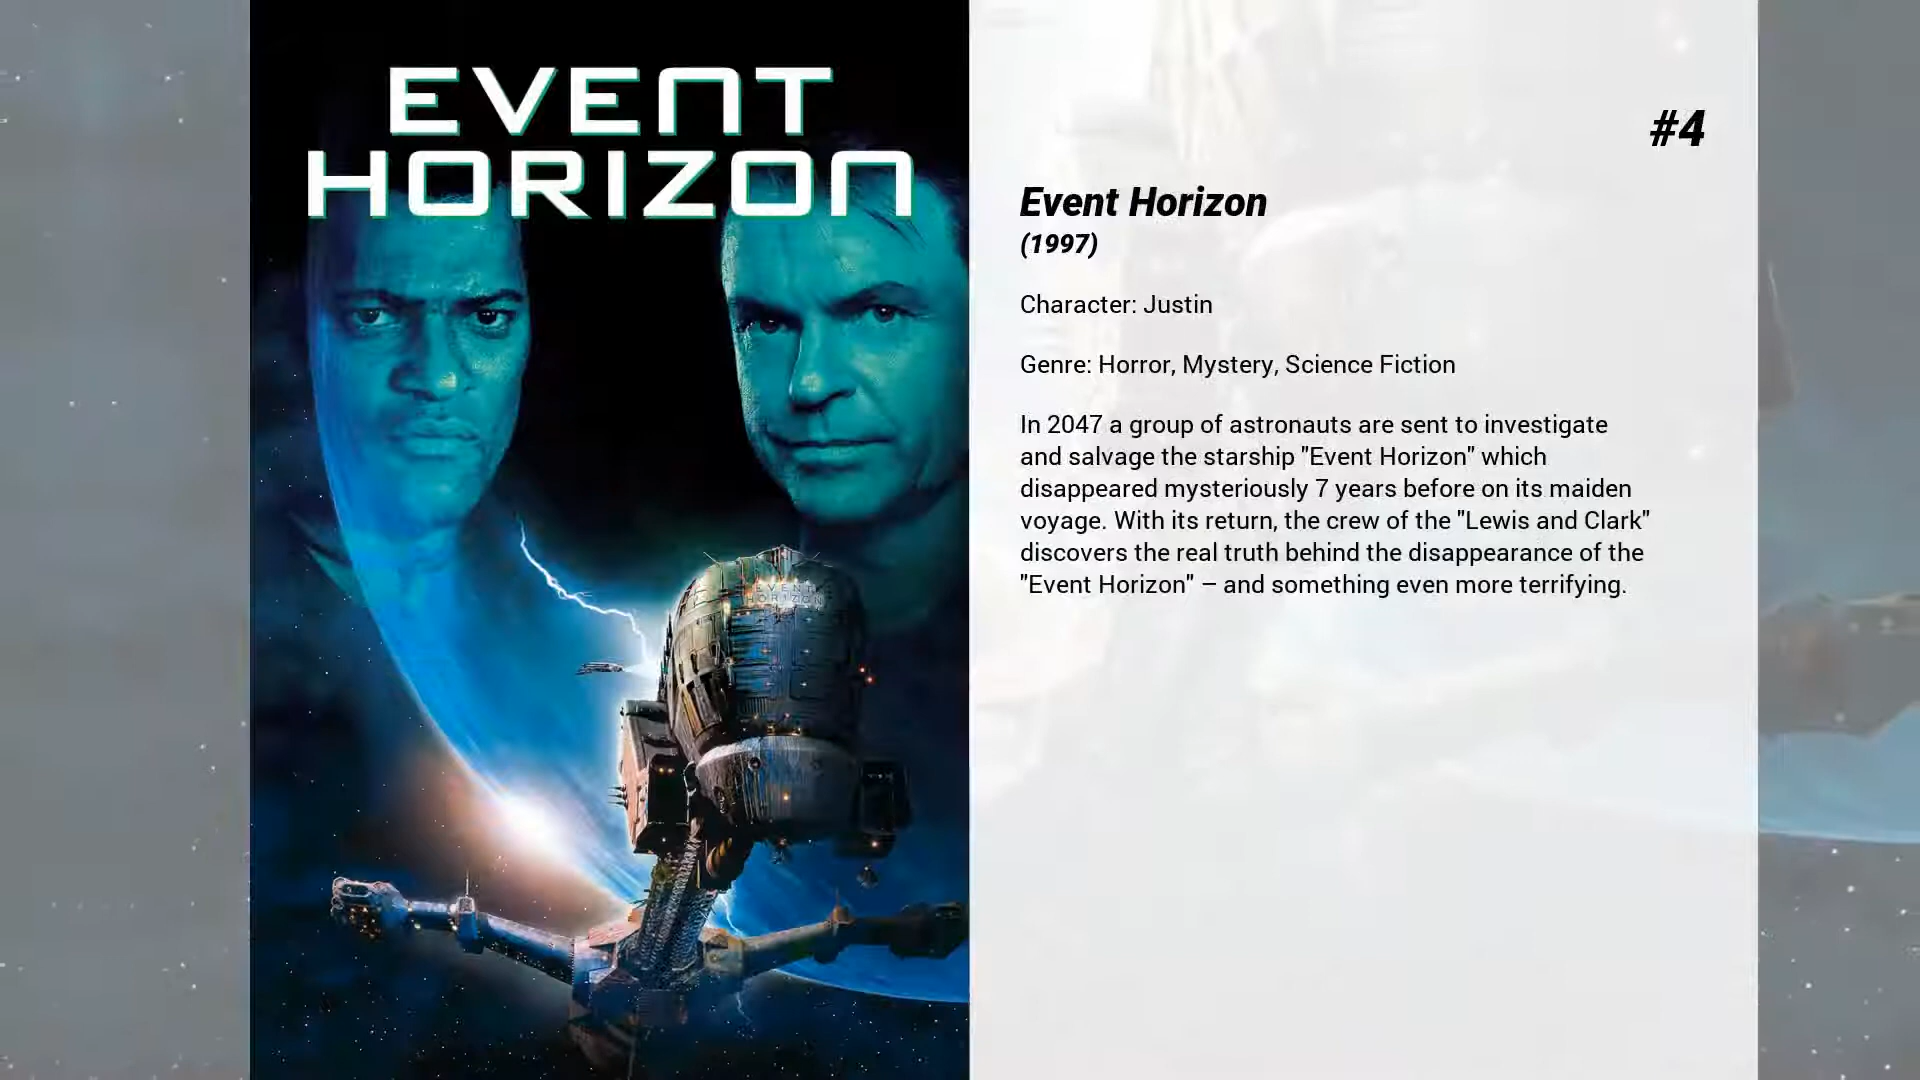 EVENT
HORIZON
EVENT
HORIZON
#4
Event Horizon
(1997)
Character: Justin
Genre: Horror, Mystery, Science Fiction
In 2047 a group of astronauts are sent to investigate
and salvage the starship "Event Horizon" which
disappeared mysteriously 7 years before on its maiden
voyage. With its return, the crew of the "Lewis and Clark"
discovers the real truth behind the disappearance of the
"Event Horizon" – and something even more terrifying.